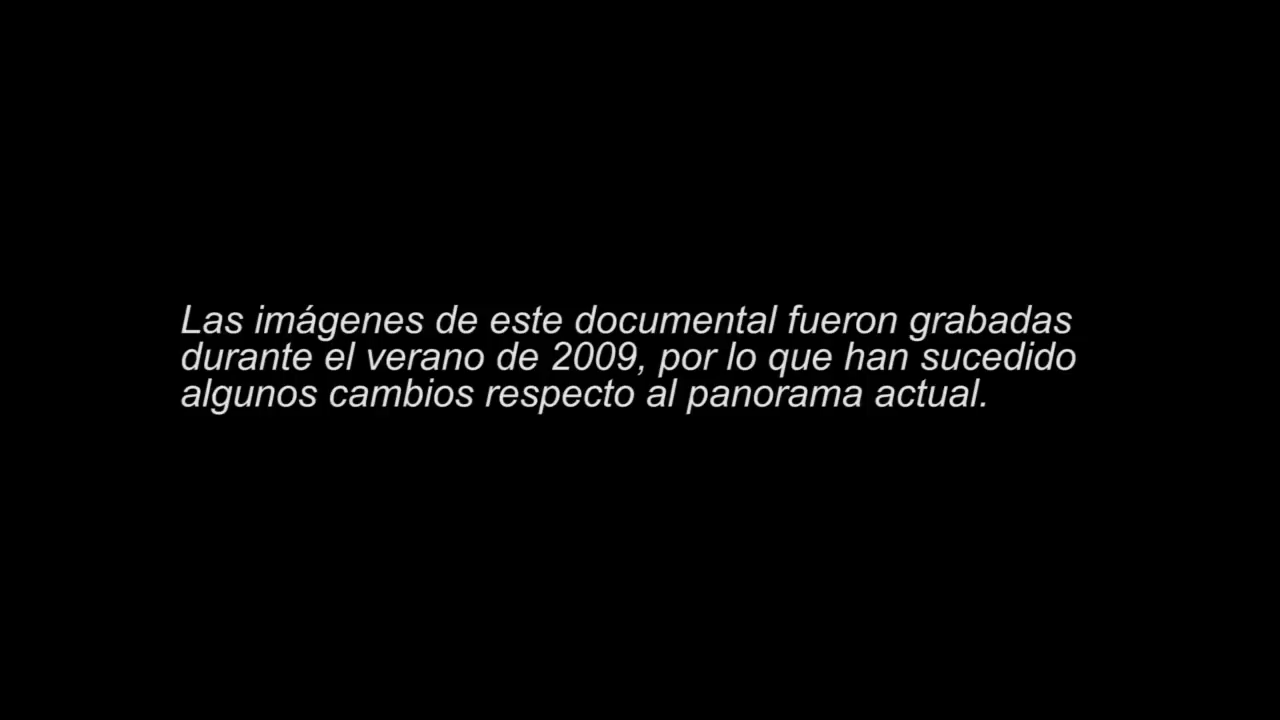 Las imágenes de este documental fueron grabadas
durante el verano de 2009, por lo que han sucedido
algunos cambios respecto al panorama actual.